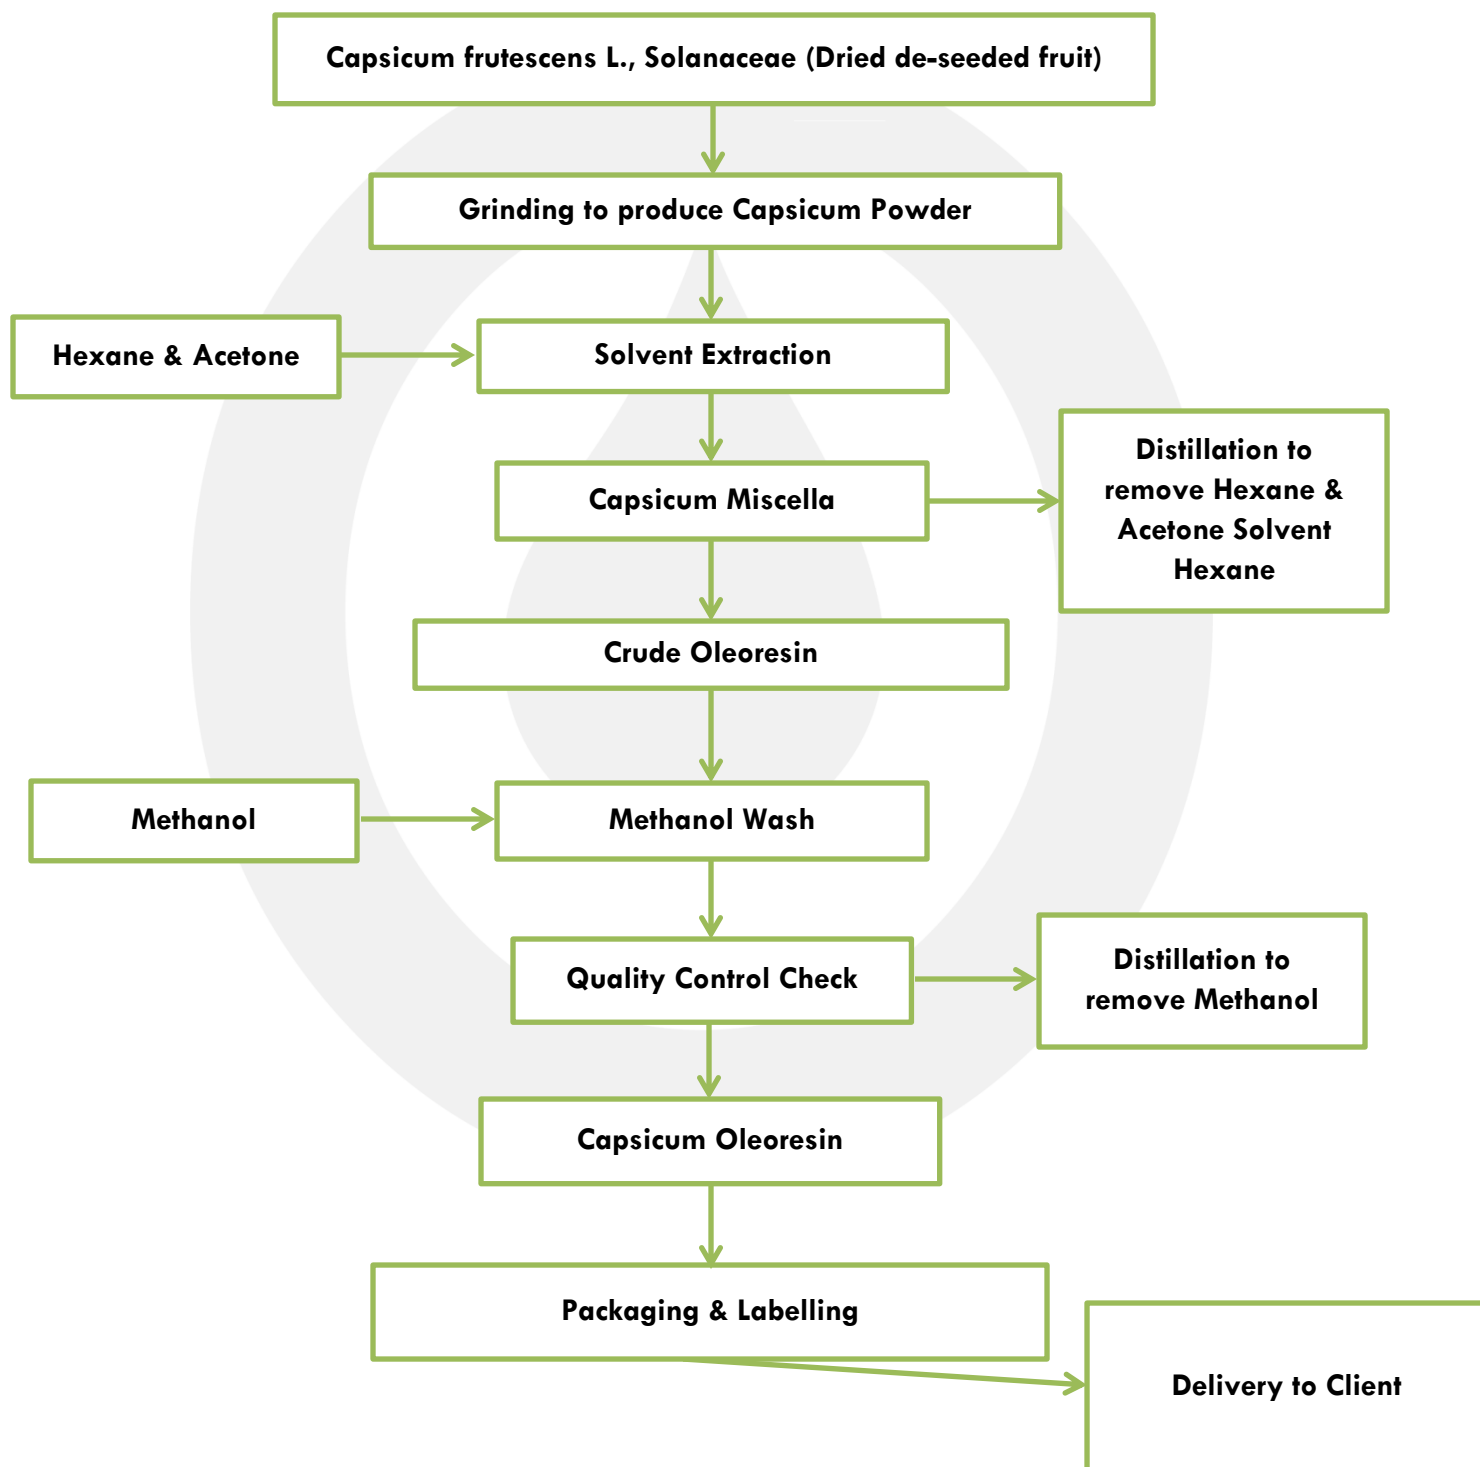 Capsicum frutescens L., Solanaceae (Dried de-seeded fruit)
Grinding to produce Capsicum Powder
Hexane & Acetone
Solvent Extraction
Capsicum Miscella
Distillation to
remove Hexane &
Acetone Solvent
Hexane
Crude Oleoresin
Methanol
Methanol Wash
Quality Control Check
Distillation to
remove Methanol
Capsicum Oleoresin
Packaging & Labelling
Delivery to Client